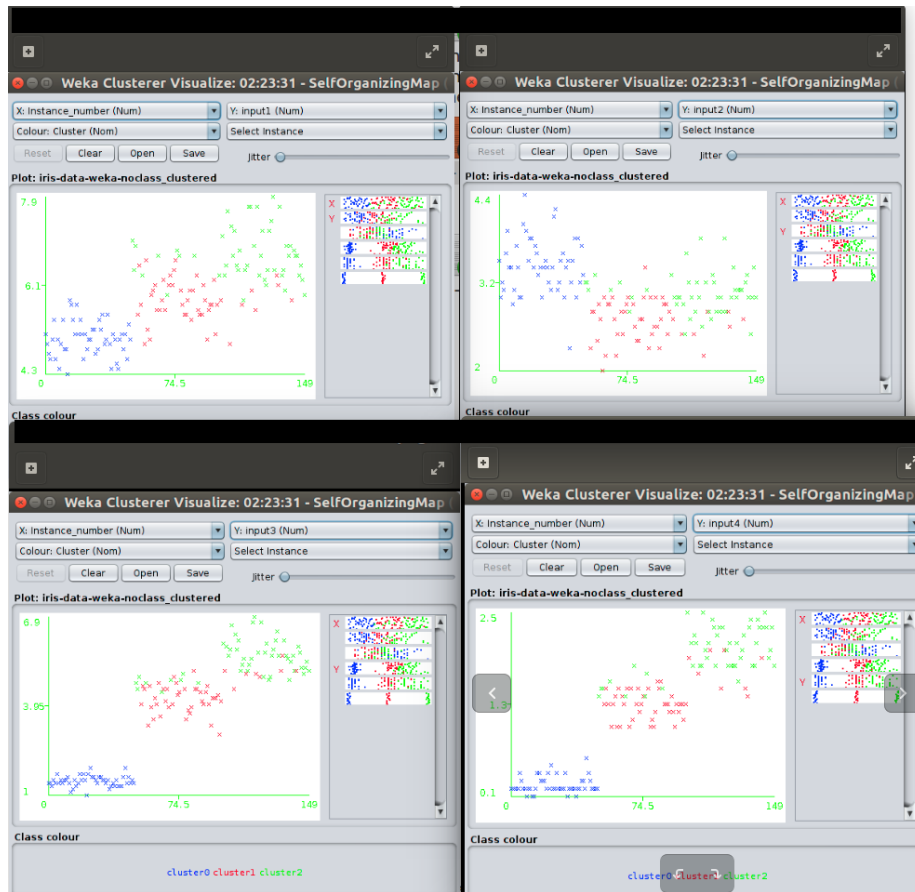 Weka Clusterer Visualize: 02:23:31 - SelfOrganizingMap (
X: Instance_number (Num) Y: input1 (Num)
Colour: Cluster (Nom) Select Instance
Reset Clear Open Save Jitter
Plot: iris-data-weka-noclass_clustered
7.9
6.1
4.3
0 74.5 149
X
Y
Class colour
Weka Clusterer Visualize: 02:23:31 - SelfOrganizingMap (
X: Instance_number (Num) Y: input2 (Num)
Colour: Cluster (Nom) Select Instance
Reset Clear Open Save Jitter
Plot: iris-data-weka-noclass_clustered
4.4
3.2
2
0 74.5 149
X
Y
Class colour
Weka Clusterer Visualize: 02:23:31 - SelfOrganizingMap (
X: Instance_number (Num) Y: input3 (Num)
Colour: Cluster (Nom) Select Instance
Reset Clear Open Save Jitter
Plot: iris-data-weka-noclass_clustered
6.9
3.95
1
0 74.5 149
X
Y
Class colour
cluster0 cluster1 cluster2
Weka Clusterer Visualize: 02:23:31 - SelfOrganizingMap
X: Instance_number (Num) Y: input4 (Num)
Colour: Cluster (Nom) Select Instance
Reset Clear Open Save Jitter
Plot: iris-data-weka-noclass_clustered
2.5
1.3
0.1
0 74.5 149
X
Y
Class colour
cluster0 cluster1 cluster2